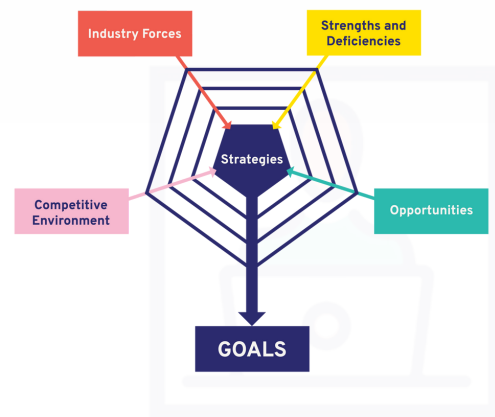 Industry Forces
Strengths and
Deficiencies
Strategies
Competitive
Environment
Opportunities
GOALS